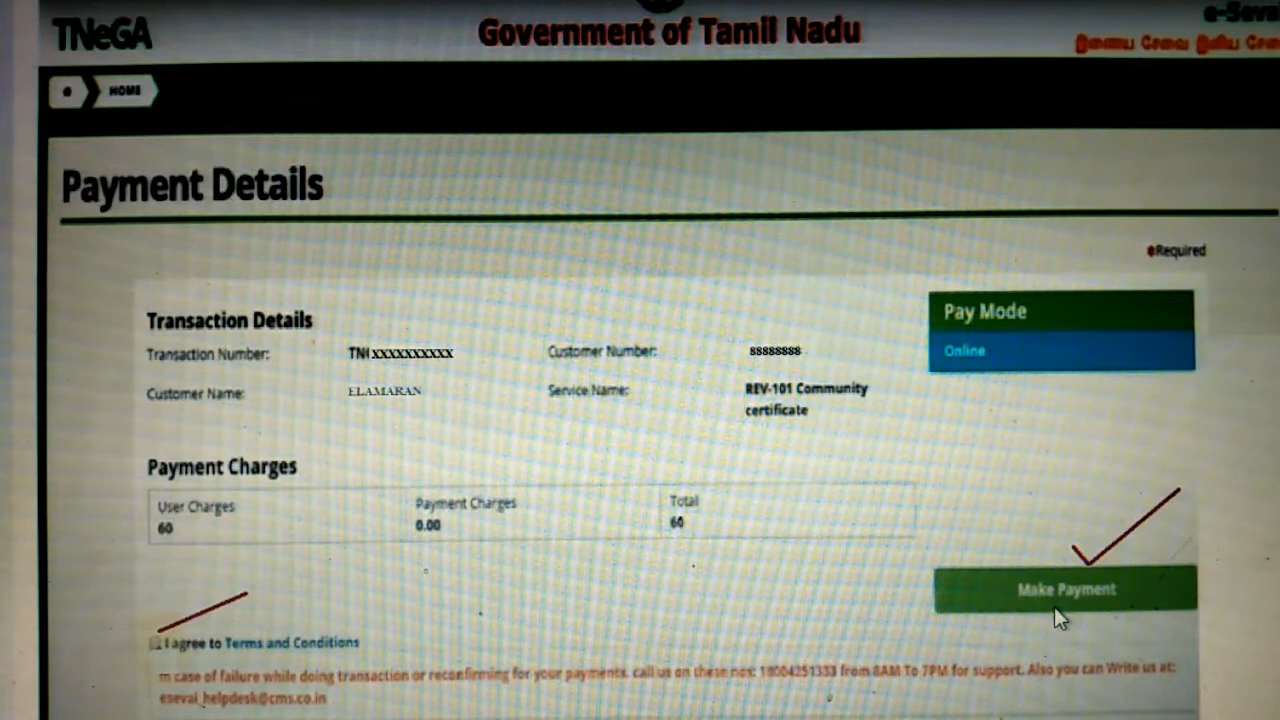 TNeGA
Government of Tamil Nadu
e-Sevai
இணைய சேவை இனிய சேவை
HOME
Payment Details
*Required
Transaction Details
Transaction Number: TNI xxxxxxxxxx Customer Number: 88888888
Customer Name: ELAMARAN Service Name: REV-101 Community
certificate
Pay Mode
Online
Payment Charges
User Charges Payment Charges Total
60 0.00 60
Make Payment
I agree to Terms and Conditions
m case of failure while doing transaction or reconfirming for your payments, call us on these nos: 18004251333 from 8AM To 7PM for support. Also you can Write us at:
esevai_helpdesk@cms.co.in